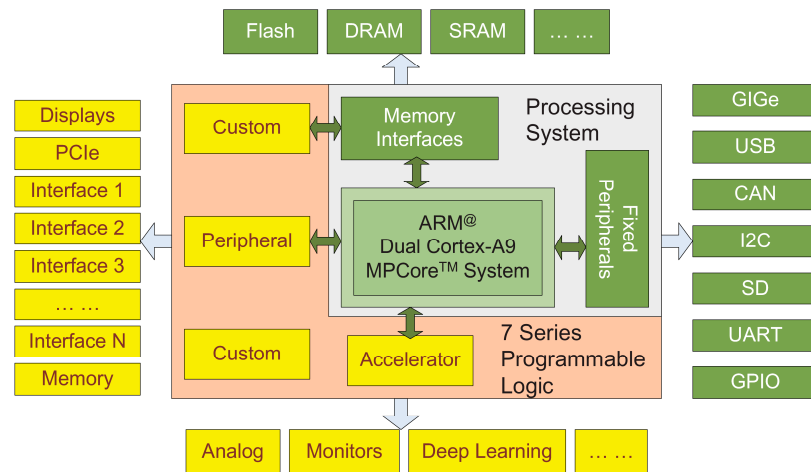 Flash
DRAM
SRAM
... ...
Displays
PCIe
Interface 1
Interface 2
Interface 3
... ...
Interface N
Memory
Custom
Memory
Interfaces
Processing
System
Peripheral
ARM@
Dual Cortex-A9
MPCore™ System
Fixed
Peripherals
Custom
Accelerator
7 Series
Programmable
Logic
GIGe
USB
CAN
I2C
SD
UART
GPIO
Analog
Monitors
Deep Learning
... ...